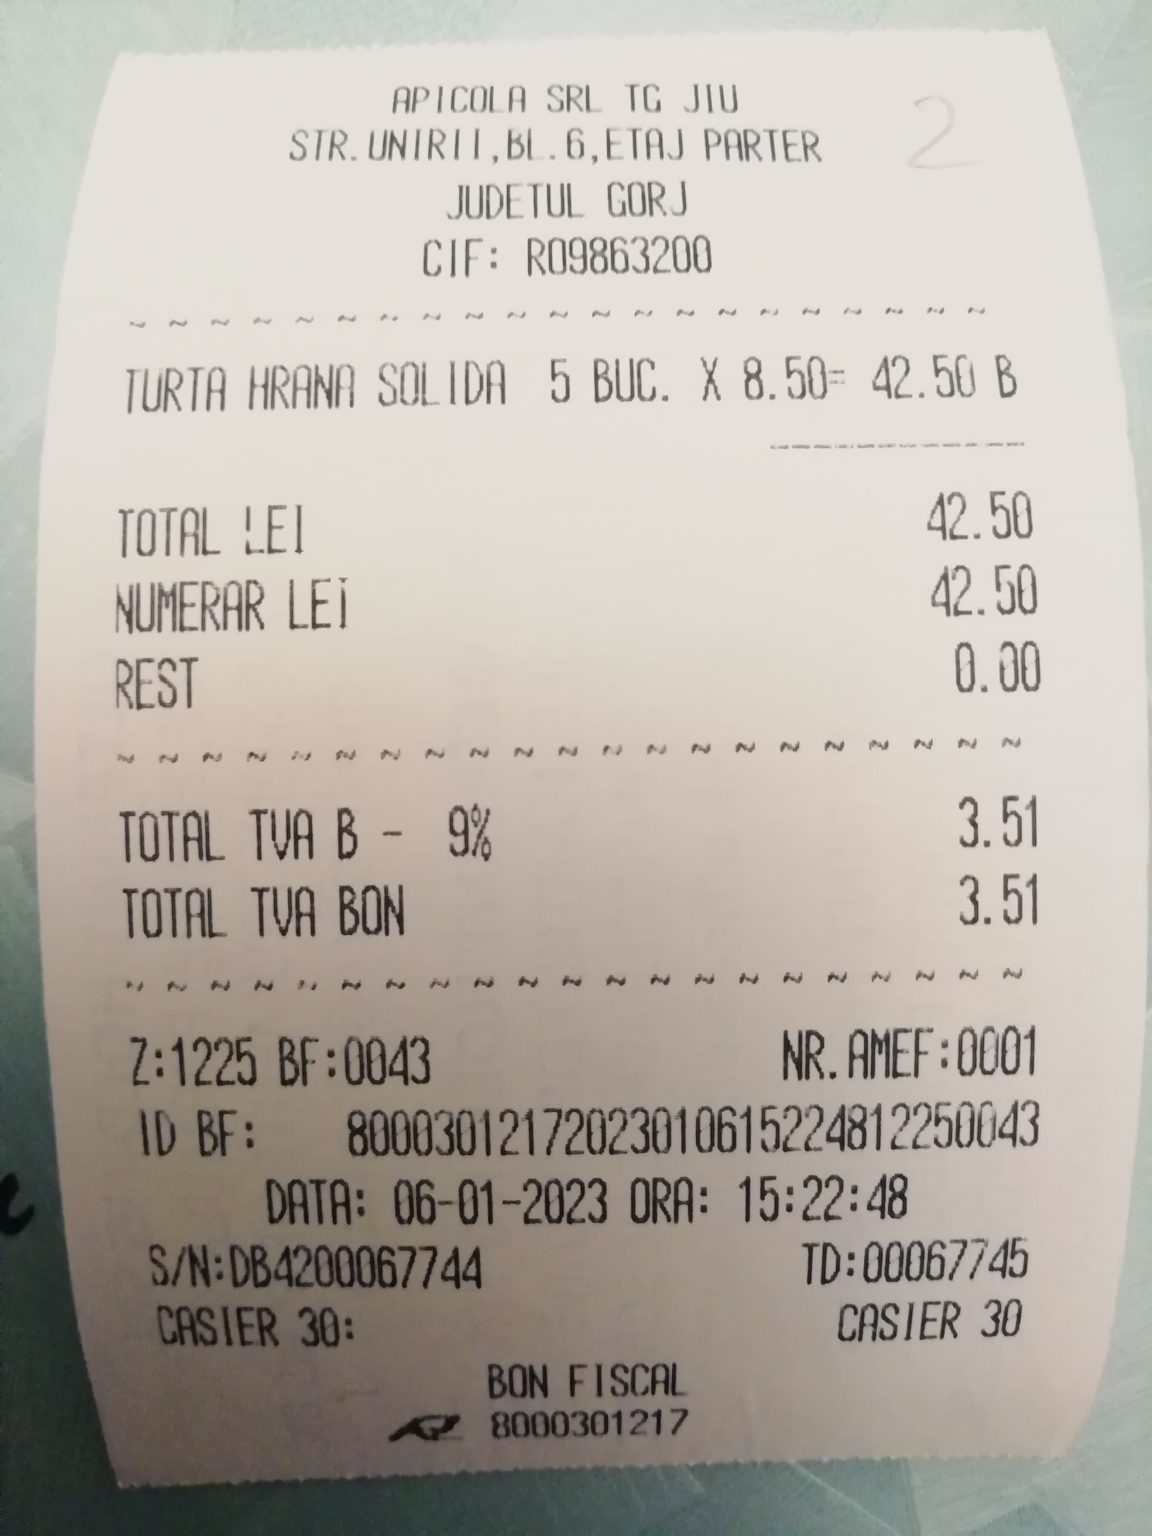 APICOLA SRL TG JIU
2
STR.UNIRII,BL.6,ETAJ PARTER
JUDETUL GORJ
CIF: RO9863200
~ ~ ~ ~ ~ ~ ~ ~ ~ ~ ~ ~ ~ ~ ~ ~ ~ ~ ~ ~ ~
TURTA HRANA SOLIDA 5 BUC. X 8.50= 42.50 B
------------
TOTAL LEI 42.50
NUMERAR LEI 42.50
REST 0.00
~ ~ ~ ~ ~ ~ ~ ~ ~ ~ ~ ~ ~ ~ ~ ~ ~ ~ ~ ~ ~
TOTAL TVA B - 9% 3.51
TOTAL TVA BON 3.51
~ ~ ~ ~ ~ ~ ~ ~ ~ ~ ~ ~ ~ ~ ~ ~ ~ ~ ~ ~ ~
Z:1225 BF:0043 NR.AMEF:0001
ID BF: 80003012172023010615224812250043
DATA: 06-01-2023 ORA: 15:22:48
S/N:DB4200067744 TD:00067745
CASIER 30: CASIER 30
BON FISCAL
8000301217